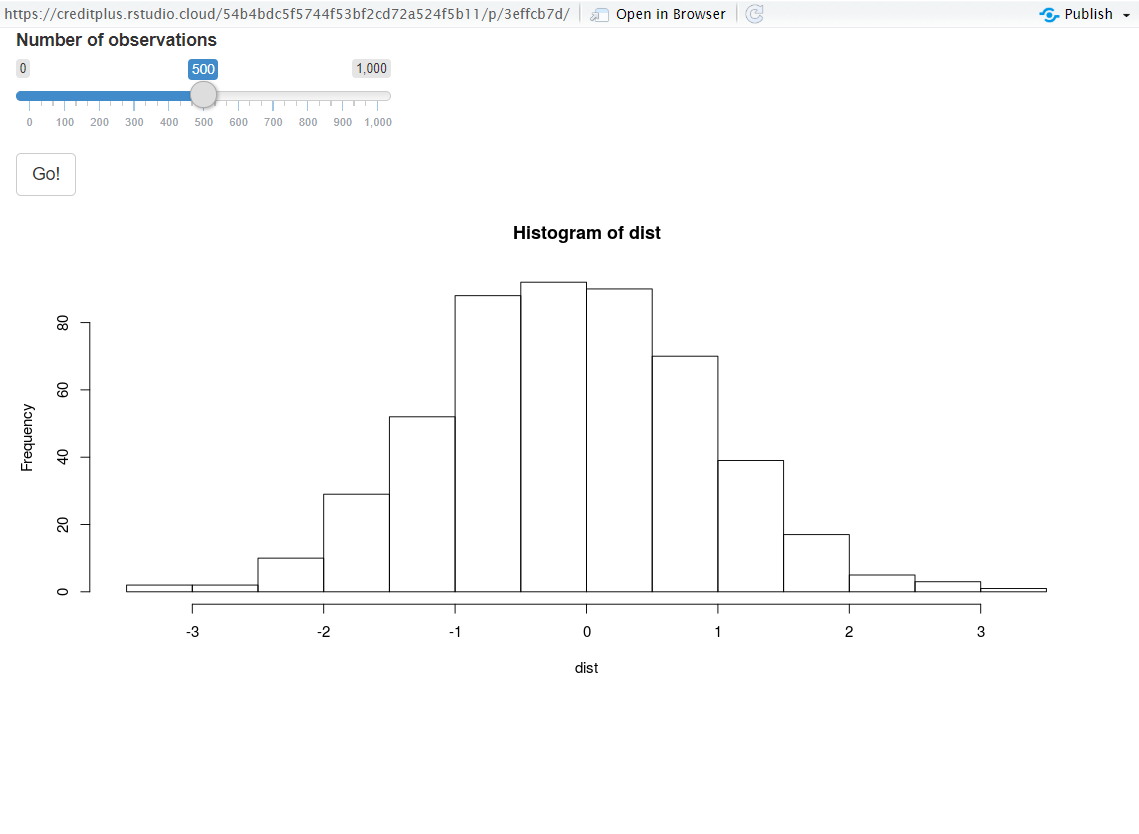 https://creditplus.rstudio.cloud/54b4bdc5f5744f53bf2cd72a524f5b11/p/3effcb7d/ Open in Browser Publish
Number of observations
0 500 1,000
0 100 200 300 400 500 600 700 800 900 1,000
Go!
Histogram of dist
80
60
40
20
0
Frequency
-3 -2 -1 0 1 2 3
dist